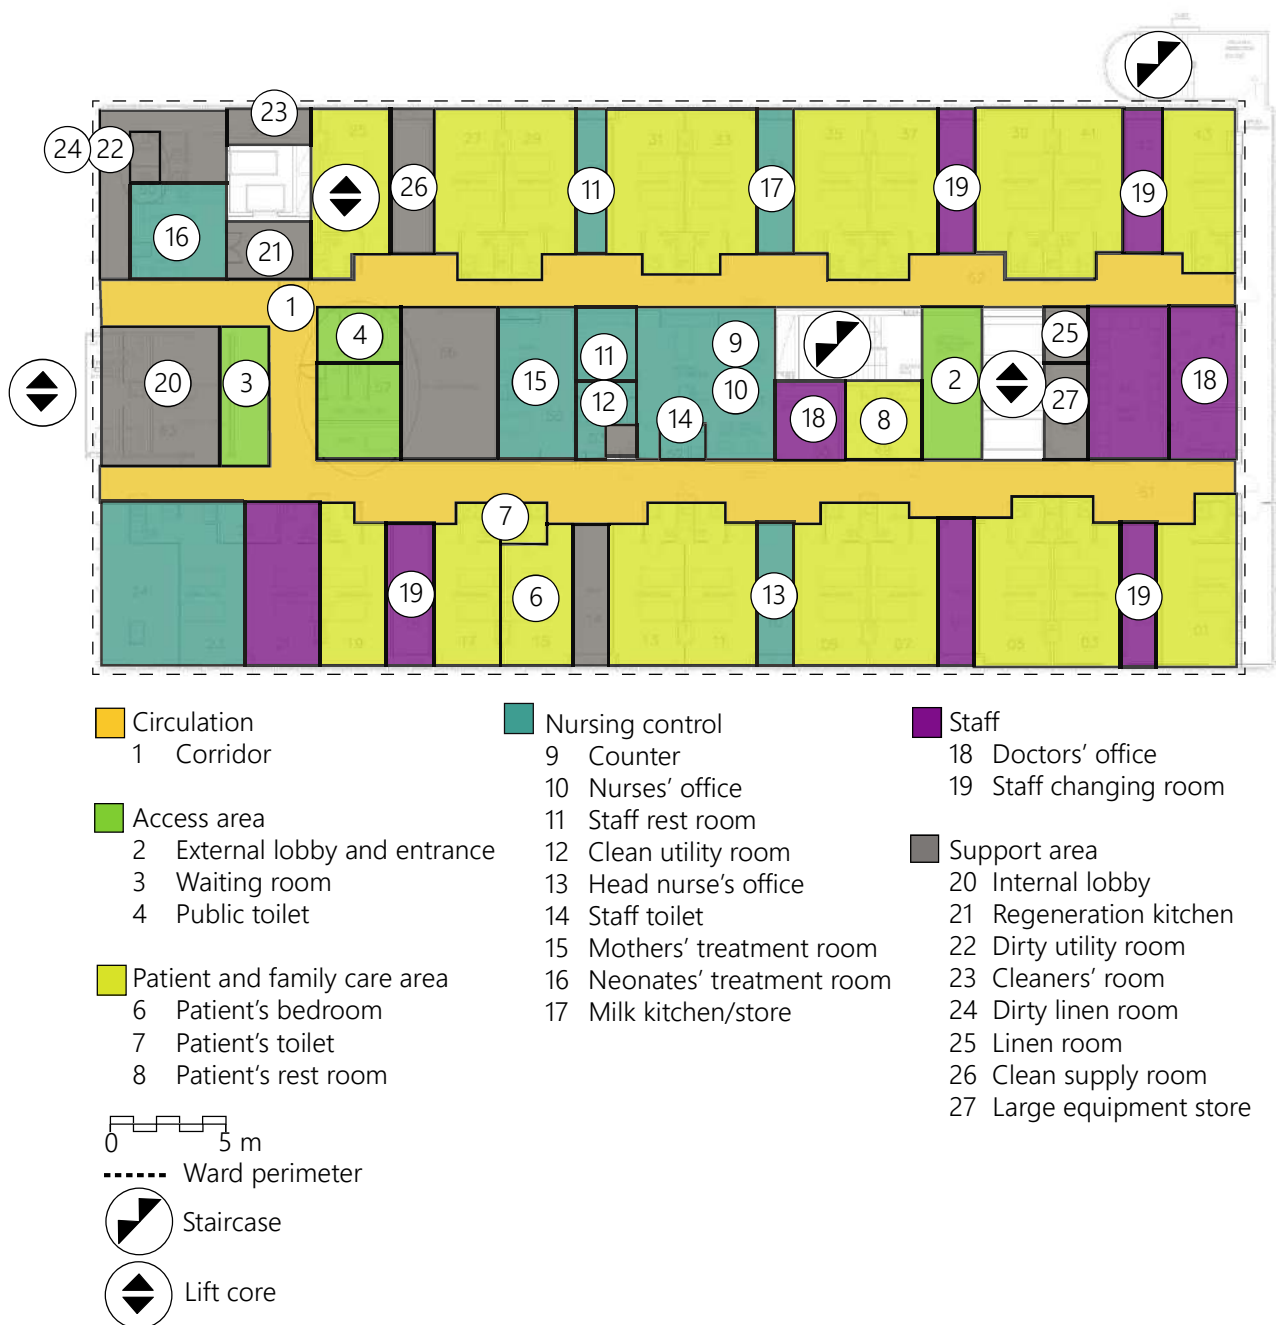 23
24 22
26
11
17
19
19
16
21
1
4
9
25
11
20
3
15
10
2
18
12
27
14
18
8
7
19
6
13
19
Circulation
1 Corridor
Access area
2 External lobby and entrance
3 Waiting room
4 Public toilet
Patient and family care area
6 Patient's bedroom
7 Patient's toilet
8 Patient's rest room
0 5 m
Ward perimeter
Staircase
Lift core
Nursing control
9 Counter
10 Nurses' office
11 Staff rest room
12 Clean utility room
13 Head nurse's office
14 Staff toilet
15 Mothers' treatment room
16 Neonates' treatment room
17 Milk kitchen/store
Staff
18 Doctors' office
19 Staff changing room
Support area
20 Internal lobby
21 Regeneration kitchen
22 Dirty utility room
23 Cleaners' room
24 Dirty linen room
25 Linen room
26 Clean supply room
27 Large equipment store